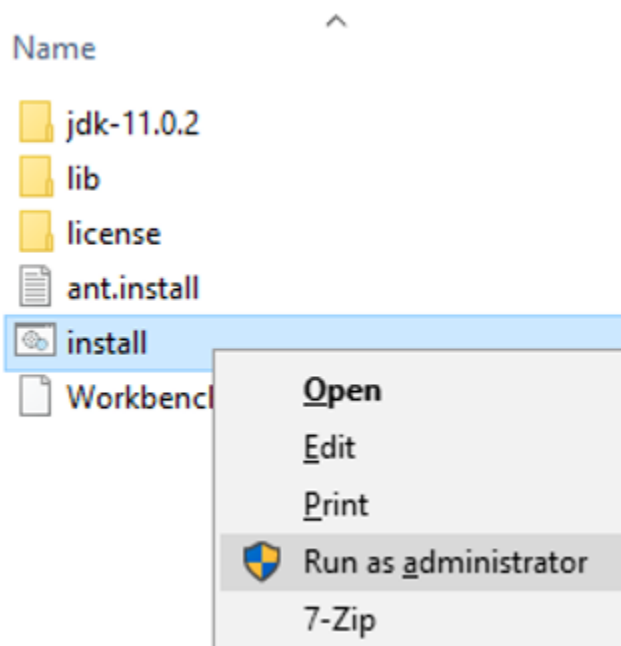 Name
jdk-11.0.2
lib
license
ant.install
install
Workbencl
Open
Edit
Print
Run as administrator
7-Zip